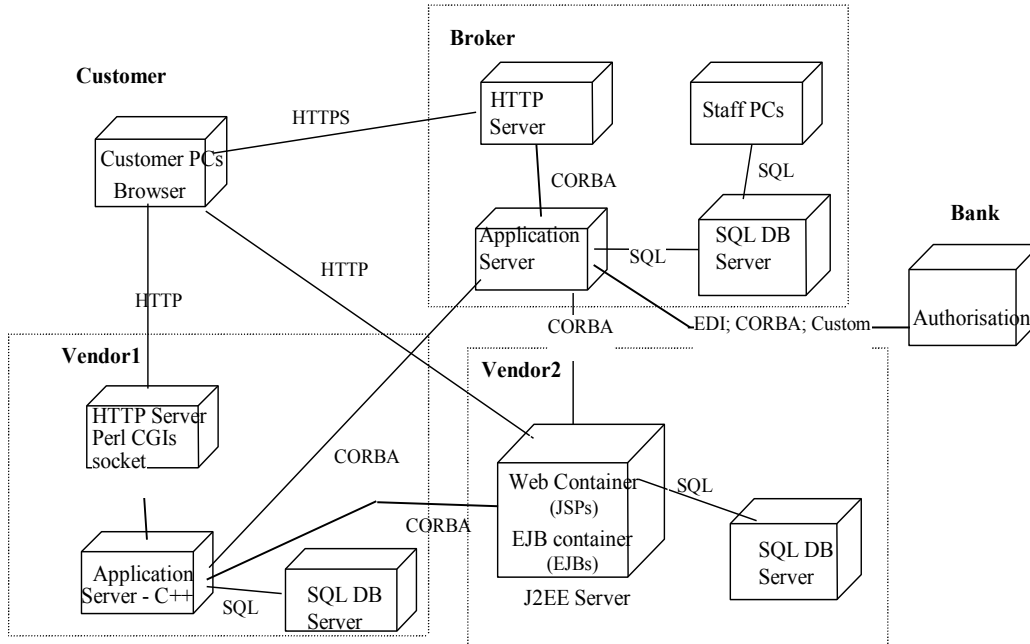 Broker
Customer
HTTP
Server
Staff PCs
HTTPS
Customer PCs
Browser
CORBA
SQL
Application
Server
SQL
SQL DB
Server
Bank
HTTP
HTTP
CORBA
EDI; CORBA; Custom
Authorisation
Vendor1
Vendor2
HTTP Server
Perl CGIs
socket
CORBA
Web Container
(JSPs)
SQL
CORBA
EJB container
(EJBs)
SQL DB
Server
Application
Server - C++
SQL
SQL DB
Server
J2EE Server